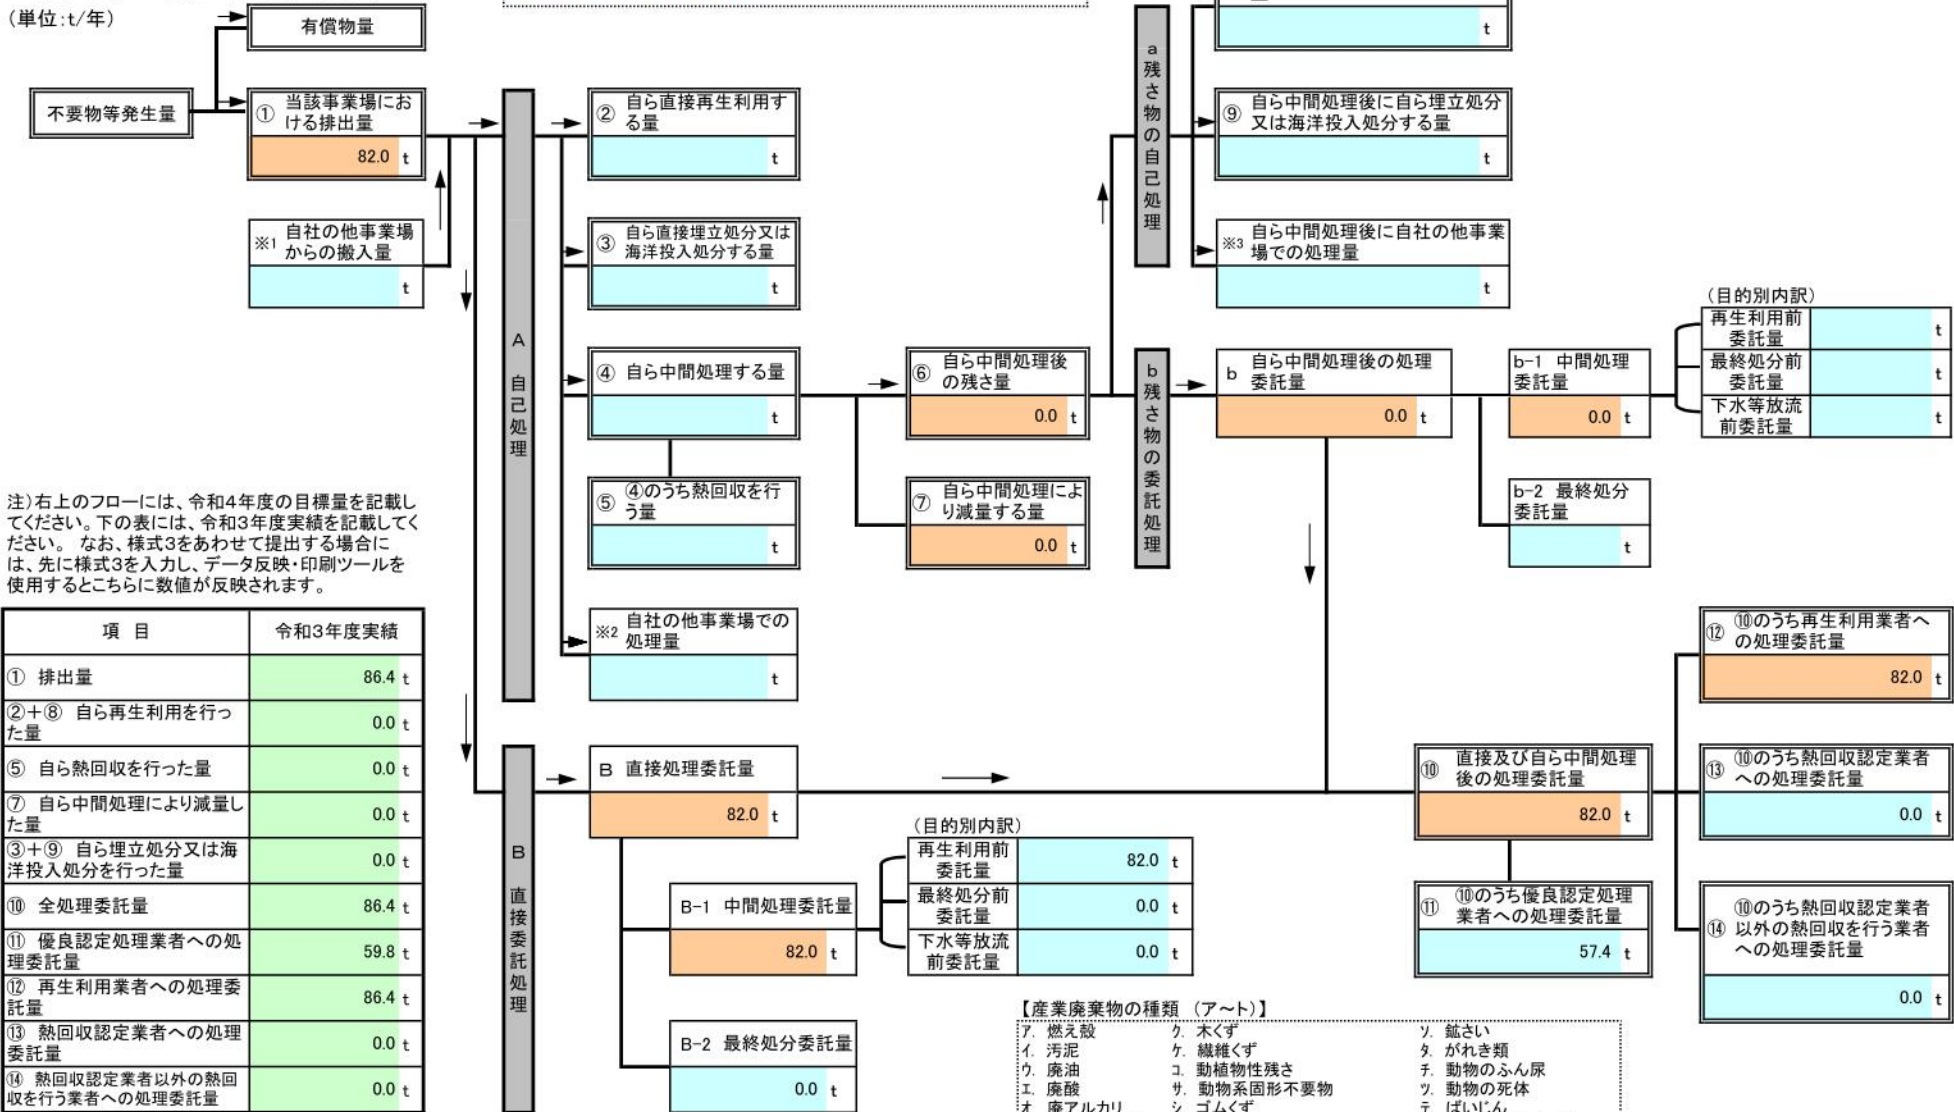 (単位:t/年)
有償物量
不要物等発生量
① 当該事業場にお
ける排出量
82.0 t
※1 自社の他事業場
からの搬入量
t
A 自己処理
② 自ら直接再生利用す
る量
t
③ 自ら直接埋立処分又は
海洋投入処分する量
t
④ 自ら中間処理する量
t
⑤ ④のうち熱回収を行
う量
t
※2 自社の他事業場での
処理量
t
⑥ 自ら中間処理後
の残さ量
0.0 t
⑦ 自ら中間処理によ
り減量する量
0.0 t
a 残さ物の自己処理
t
⑨ 自ら中間処理後に自ら埋立処分
又は海洋投入処分する量
t
※3 自ら中間処理後に自社の他事業
場での処理量
t
b 残さ物の委託処理
b 自ら中間処理後の処理
委託量
0.0 t
b-1 中間処理
委託量
0.0 t
b-2 最終処分
委託量
t
(目的別内訳)
再生利用前
委託量
t
最終処分前
委託量
t
下水等放流
前委託量
t
注)右上のフローには、令和4年度の目標量を記載し
てください。下の表には、令和3年度実績を記載してく
ださい。 なお、様式3をあわせて提出する場合に
は、先に様式3を入力し、データ反映・印刷ツールを
使用するとこちらに数値が反映されます。
項 目 令和3年度実績
① 排出量 86.4 t
②+⑧ 自ら再生利用を行っ
た量 0.0 t
⑤ 自ら熱回収を行った量 0.0 t
⑦ 自ら中間処理により減量し
た量 0.0 t
③+⑨ 自ら埋立処分又は海
洋投入処分を行った量 0.0 t
⑩ 全処理委託量 86.4 t
⑪ 優良認定処理業者への処
理委託量 59.8 t
⑫ 再生利用業者への処理委
託量 86.4 t
⑬ 熱回収認定業者への処理
委託量 0.0 t
⑭ 熱回収認定業者以外の熱回
収を行う業者への処理委託量 0.0 t
B 直接委託処理
B 直接処理委託量
82.0 t
B-1 中間処理委託量
82.0 t
B-2 最終処分委託量
0.0 t
(目的別内訳)
再生利用前
委託量
82.0 t
最終処分前
委託量
0.0 t
下水等放流
前委託量
0.0 t
⑩ 直接及び自ら中間処理
後の処理委託量
82.0 t
⑪ ⑩のうち優良認定処理
業者への処理委託量
57.4 t
⑫ ⑩のうち再生利用業者へ
の処理委託量
82.0 t
⑬ ⑩のうち熱回収認定業者
への処理委託量
0.0 t
⑭ ⑩のうち熱回収認定業者
以外の熱回収を行う業者
への処理委託量
0.0 t
【産業廃棄物の種類 (ア~ト)】
ア. 燃え殻 ク. 木くず ソ. 鉱さい
イ. 汚泥 ケ. 繊維くず タ. がれき類
ウ. 廃油 コ. 動植物性残さ チ. 動物のふん尿
エ. 廃酸 サ. 動物系固形不要物 ツ. 動物の死体
オ. 廃アルカリ シ. ゴムくず テ. ばいじん